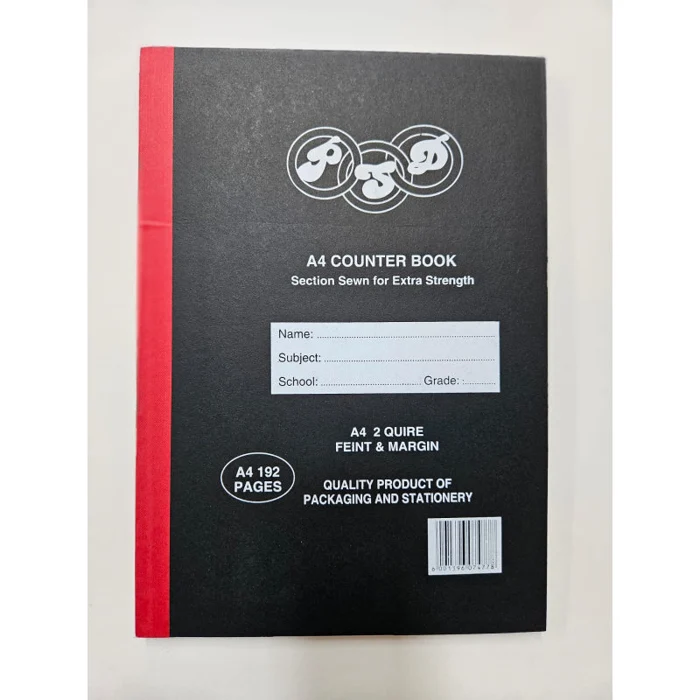 PSD
A4 COUNTER BOOK
Section Sewn for Extra Strength
Name: ............................................................
Subject: ..........................................................
School: ................................... Grade: :............
A4 2 QUIRE
FEINT & MARGIN
A4 192
PAGES
QUALITY PRODUCT OF
PACKAGING AND STATIONERY